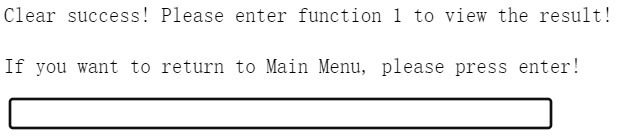 Clear success! Please enter function 1 to view the result!
If you want to return to Main Menu, please press enter!